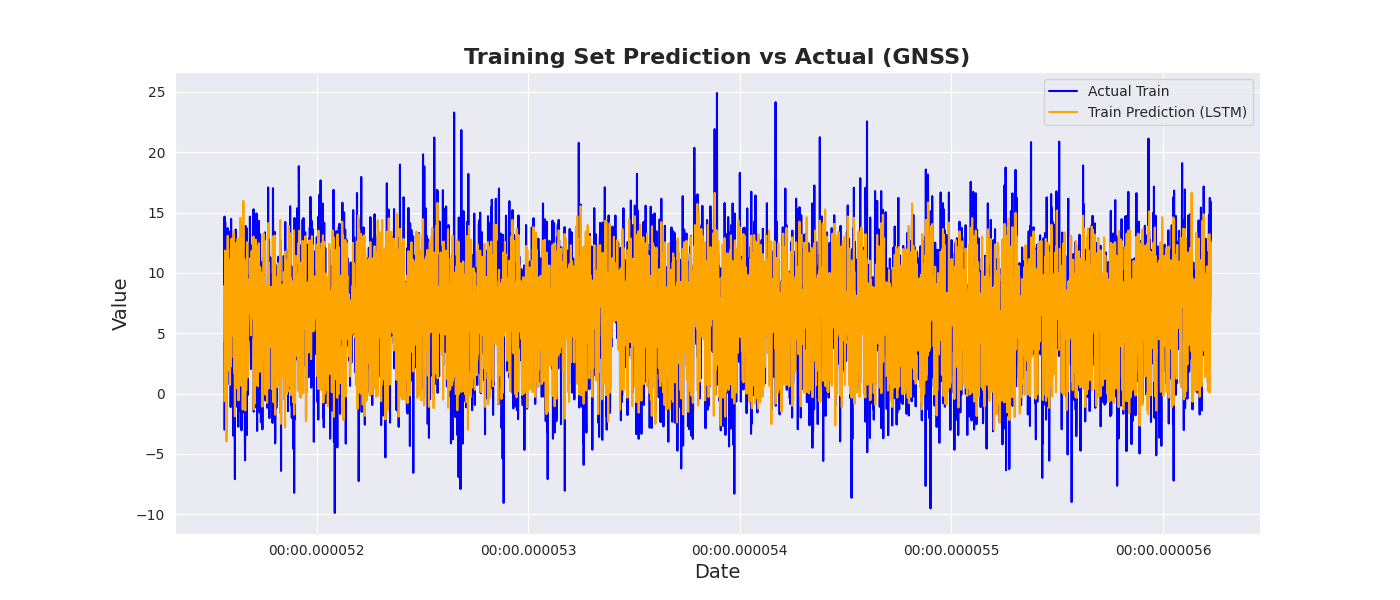 Training Set Prediction vs Actual (GNSS)
Actual Train
Train Prediction (LSTM)
Value
25
20
15
10
5
0
−5
−10
00:00.000052
00:00.000053
00:00.000054
00:00.000055
00:00.000056
Date